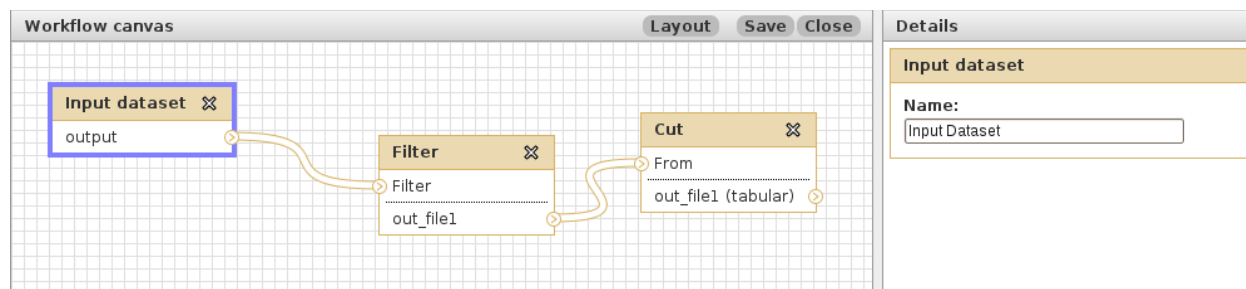 Workflow canvas
Layout Save Close
Details
Input dataset
output
Filter
Filter
out_file1
Cut
From
out_file1 (tabular)
Input dataset
Name:
Input Dataset